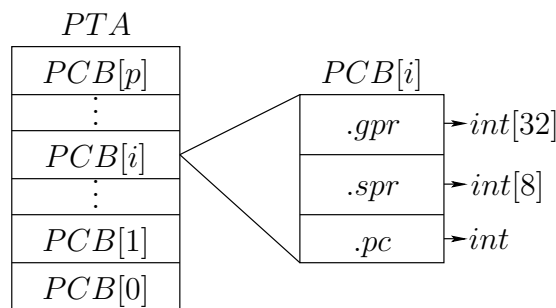 PTA
PCB[p]
⋮
PCB[i]
⋮
PCB[1]
PCB[0]
PCB[i]
.gpr
int[32]
.spr
int[8]
.pc
int